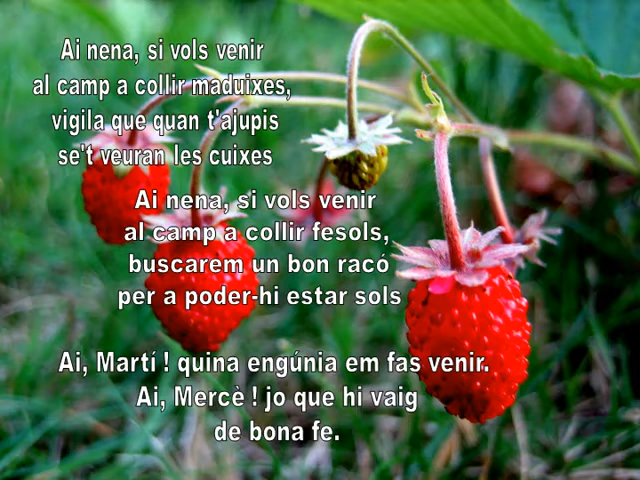 Ai nena, si vols venir
al camp a collir maduixes,
vigila que quan t'ajupis
se't veuran les cuixes
Ai nena, si vols venir
al camp a collir fesols,
buscarem un bon racó
per a poder-hi estar sols
Ai, Martí ! quina engúnia em fas venir.
Ai, Mercè ! jo que hi vaig
de bona fe.